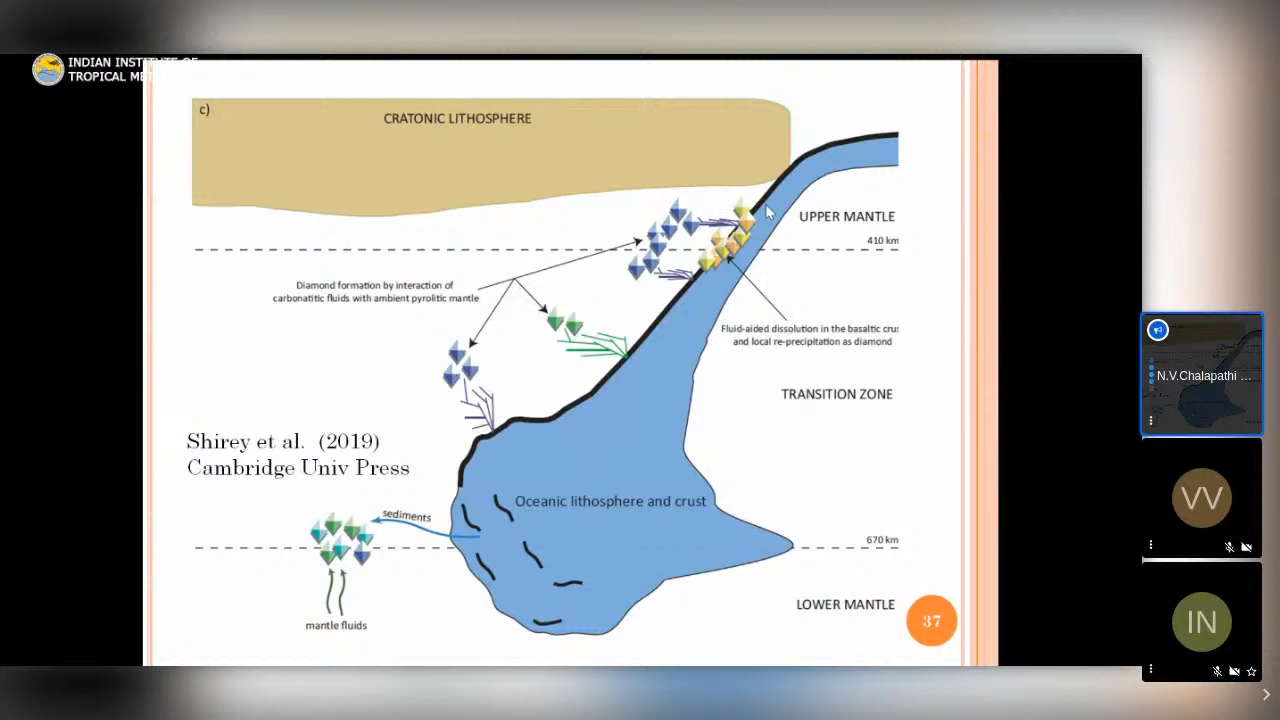 INDIAN INSTITUTE OF
TROPICAL
c)
CRATONIC LITHOSPHERE
UPPER MANTLE
410 km
Diamond formation by interaction of
carbonatitic fluids with ambient pyrolitic mantle
Fluid-aided dissolution in the basaltic crus
and local re-precipitation as diamond
TRANSITION ZONE
Shirey et al. (2019)
Cambridge Univ Press
Oceanic lithosphere and crust
sediments
670 km
mantle fluids
LOWER MANTLE
37
N.V.Chalapathi ...
VV
IN